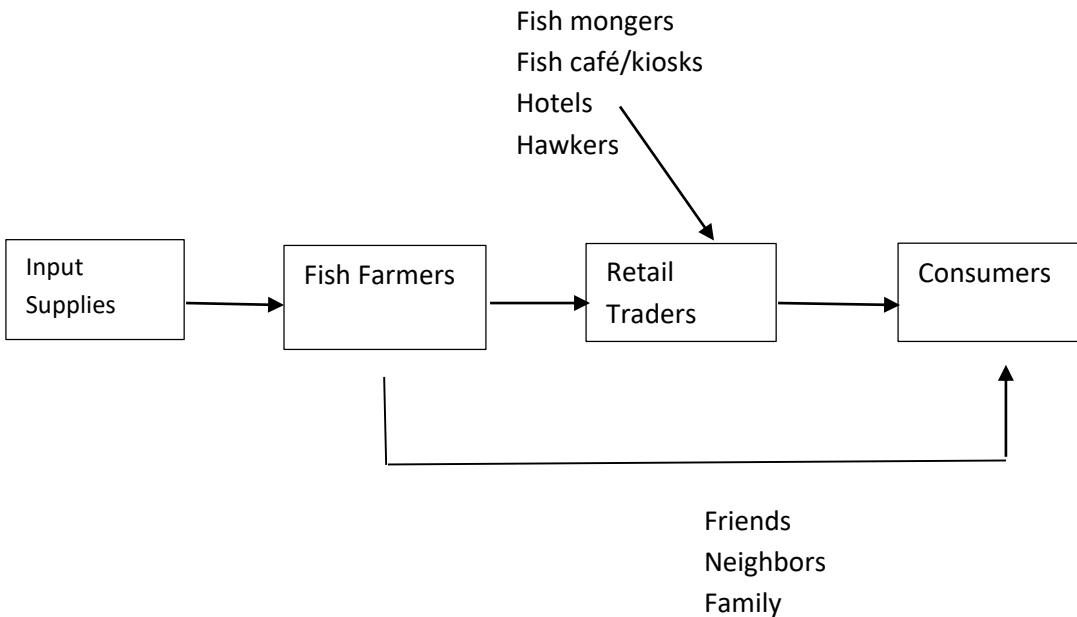 Fish mongers
Fish café/kiosks
Hotels
Hawkers
Input
Supplies
Fish Farmers
Retail
Traders
Consumers
Friends
Neighbors
Family